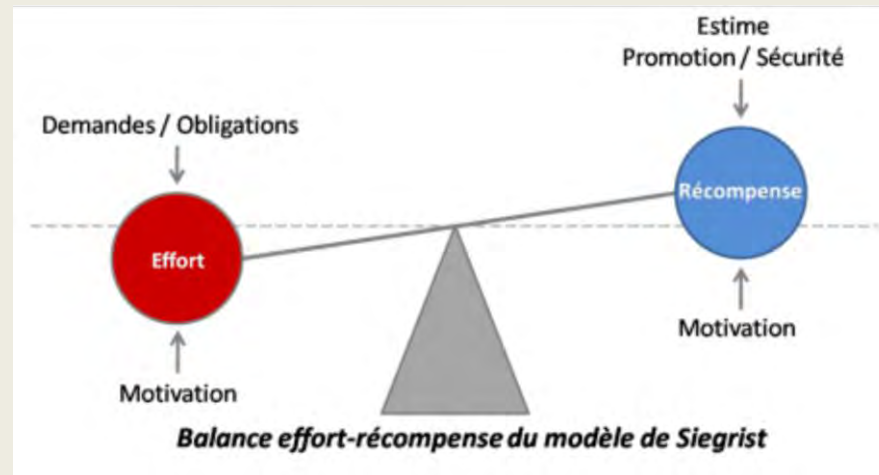 Estime
Promotion / Sécurité
Demandes / Obligations
Récompense
Effort
Motivation
Motivation
Balance effort-récompense du modèle de Siegrist